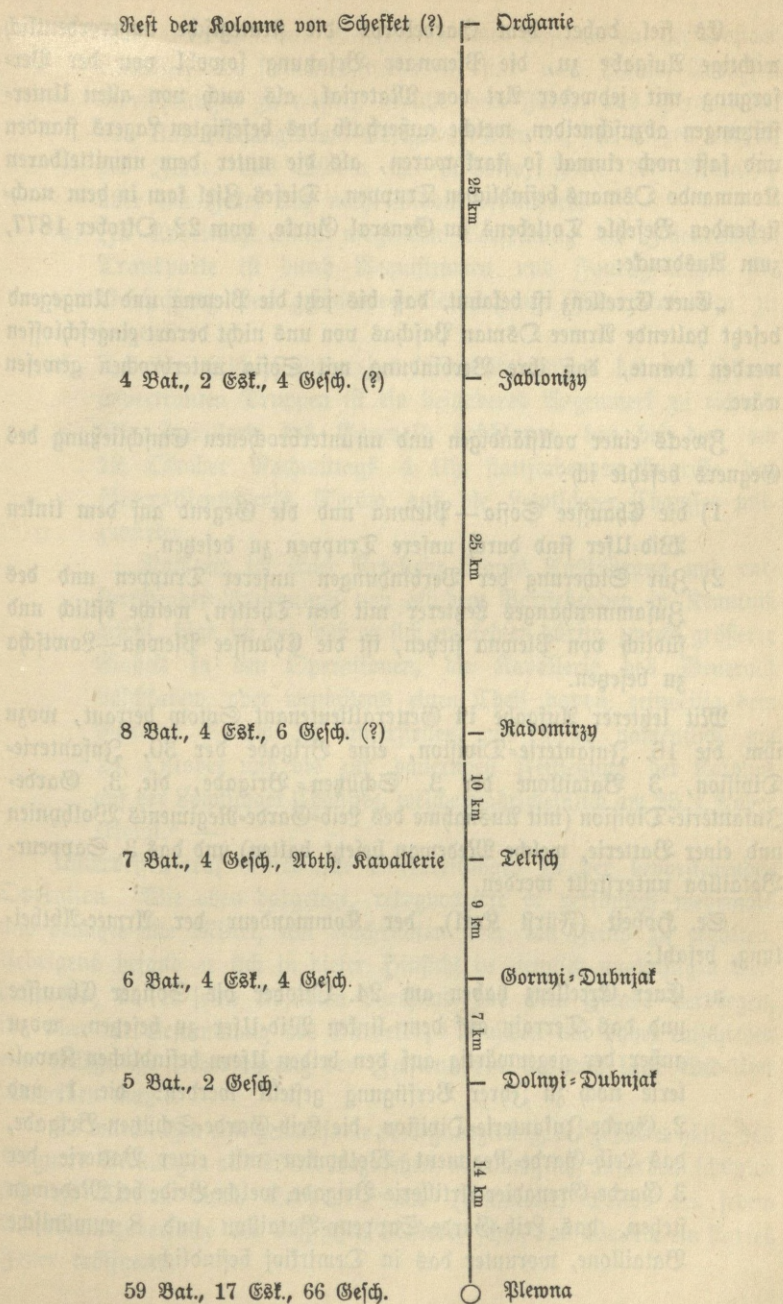 Rest der Kolonne von Schefket (?) Orchanie
25 km
4 Bat., 2 Esk., 4 Gesch. (?) Jablonizy
25 km
8 Bat., 4 Esk., 6 Gesch. (?) Radomirzy
10 km
7 Bat., 4 Gesch., Abth. Kavallerie Telisch
9 km
6 Bat., 4 Esk., 4 Gesch. Gornyi-Dubnjak
7 km
5 Bat., 2 Gesch. Dolnyi-Dubnjak
14 km
59 Bat., 17 Esk., 66 Gesch. Plewna